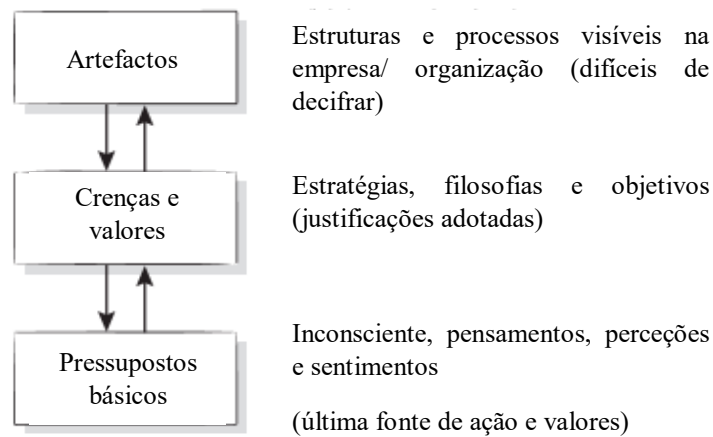 Artefactos
Estruturas e processos visíveis na
empresa/ organização (difíceis de
decifrar)
Crenças e
valores
Estratégias, filosofias e objetivos
(justificações adotadas)
Pressupostos
básicos
Inconsciente, pensamentos, perceções
e sentimentos
(última fonte de ação e valores)